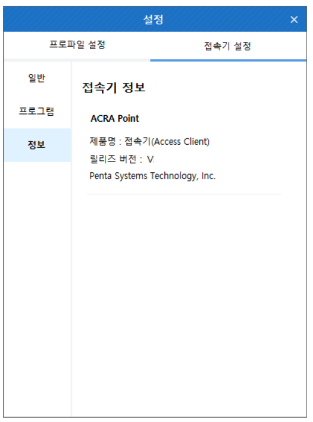 설정
×
프로파일 설정
접속기 설정
일반
프로그램
정보
접속기 정보
ACRA Point
제품명 : 접속기(Access Client)
릴리즈 버전 : V
Penta Systems Technology, Inc.